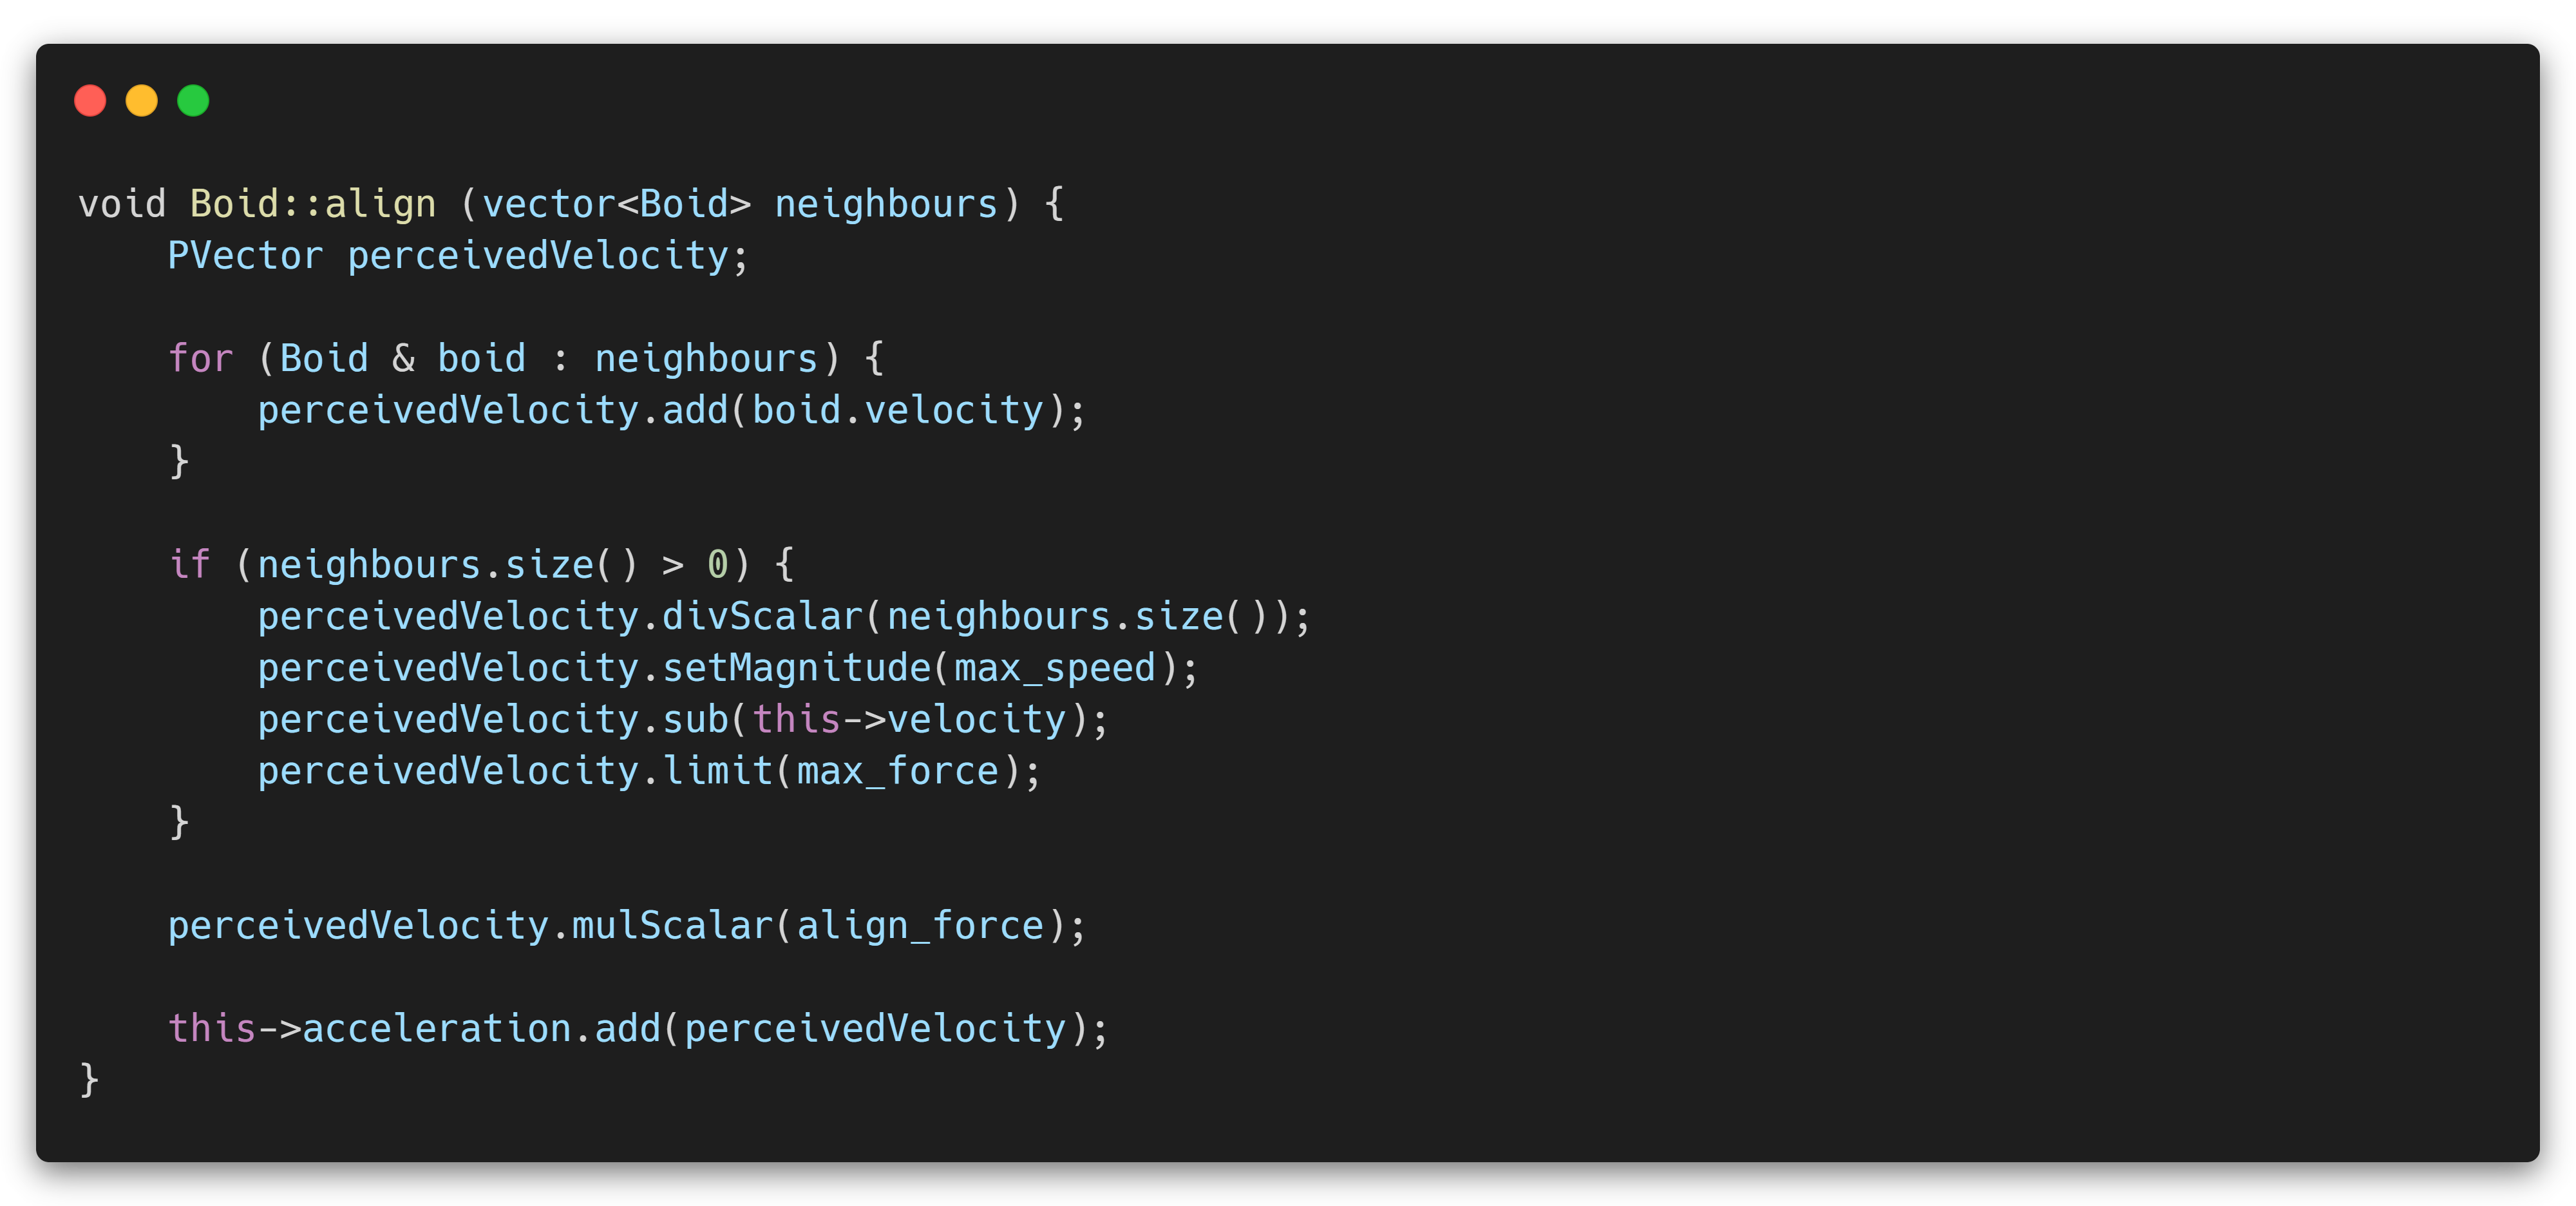 void Boid::align (vector<Boid> neighbours) {
    PVector perceivedVelocity;

    for (Boid & boid : neighbours) {
        perceivedVelocity.add(boid.velocity);
    }

    if (neighbours.size() > 0) {
        perceivedVelocity.divScalar(neighbours.size());
        perceivedVelocity.setMagnitude(max_speed);
        perceivedVelocity.sub(this->velocity);
        perceivedVelocity.limit(max_force);
    }

    perceivedVelocity.mulScalar(align_force);

    this->acceleration.add(perceivedVelocity);
}